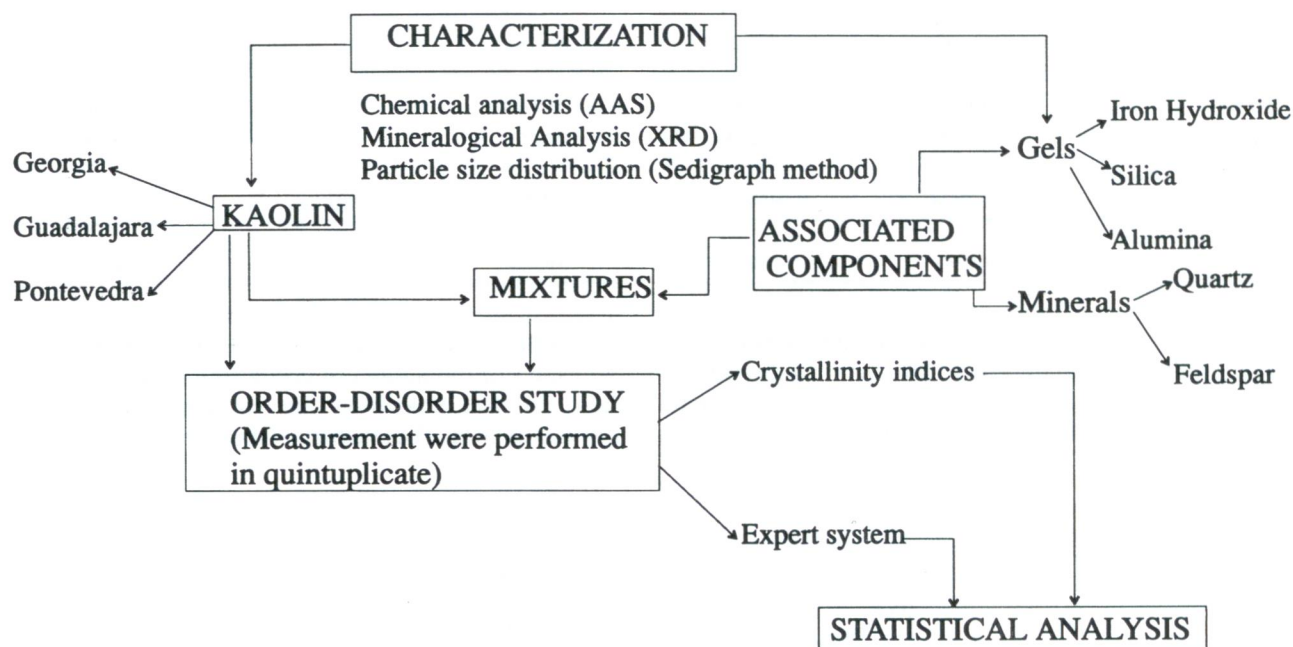 CHARACTERIZATION
Chemical analysis (AAS)
Mineralogical Analysis (XRD)
Particle size distribution (Sedigraph method)
Georgia
Guadalajara
Pontevedra
KAOLIN
MIXTURES
ASSOCIATED
COMPONENTS
Gels
Iron Hydroxide
Silica
Alumina
Minerals
Quartz
Feldspar
ORDER-DISORDER STUDY
(Measurement were performed
in quintuplicate)
Crystallinity indices
Expert system
STATISTICAL ANALYSIS